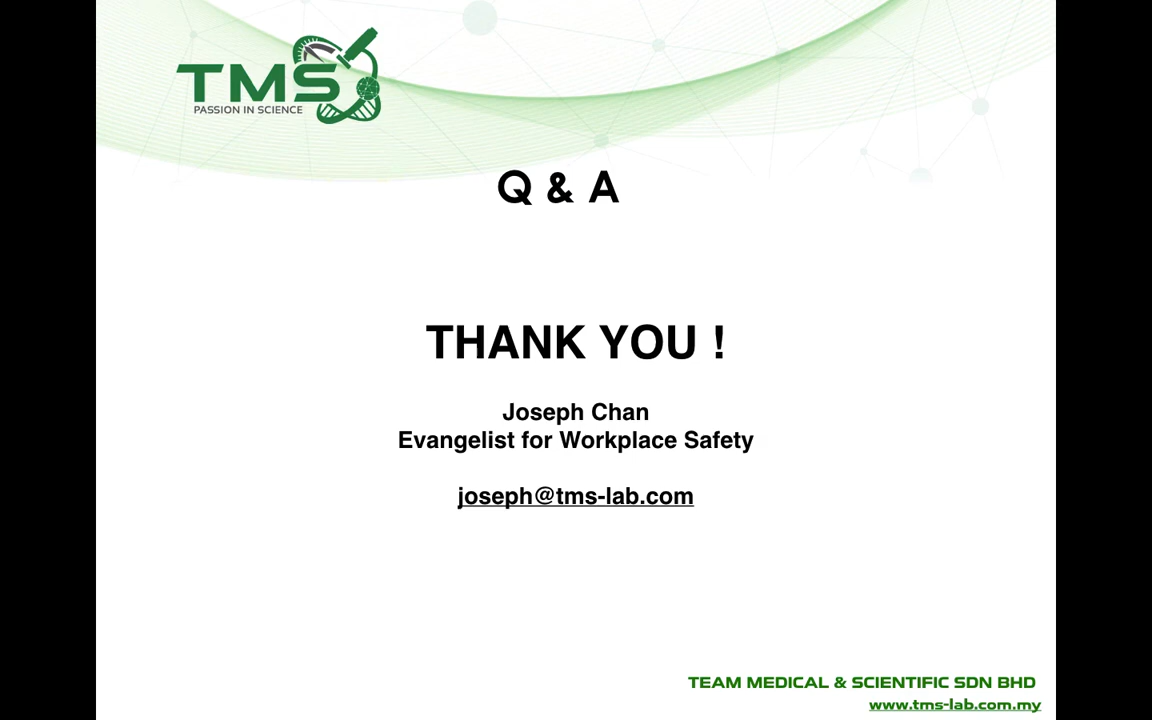 TMS
PASSION IN SCIENCE
Q & A
THANK YOU !
Joseph Chan
Evangelist for Workplace Safety
joseph@tms-lab.com
TEAM MEDICAL & SCIENTIFIC SDN BHD
www.tms-lab.com.my